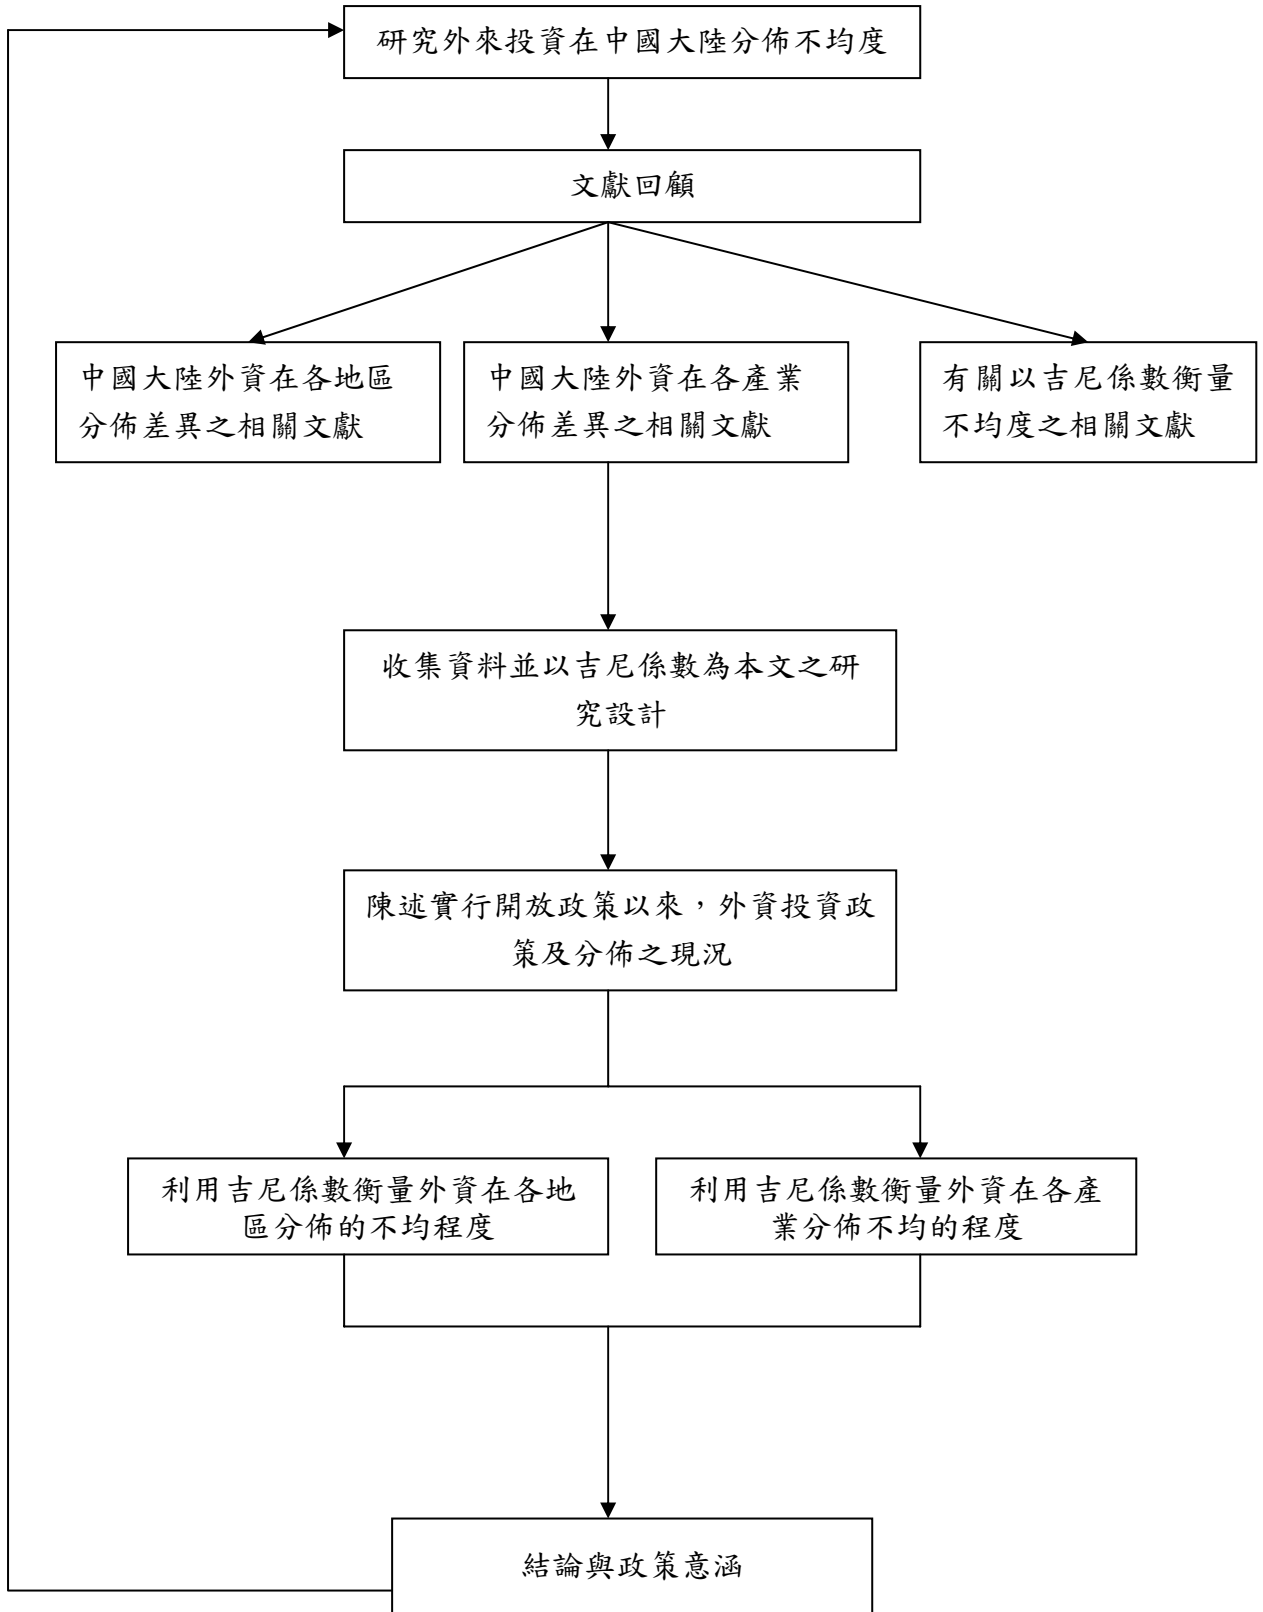 研究外來投資在中國大陸分佈不均度
文獻回顧
中國大陸外資在各地區
分佈差異之相關文獻
中國大陸外資在各產業
分佈差異之相關文獻
有關以吉尼係數衡量
不均度之相關文獻
收集資料並以吉尼係數為本文之研
究設計
陳述實行開放政策以來，外資投資政
策及分佈之現況
利用吉尼係數衡量外資在各地
區分佈的不均程度
利用吉尼係數衡量外資在各產
業分佈不均的程度
結論與政策意涵